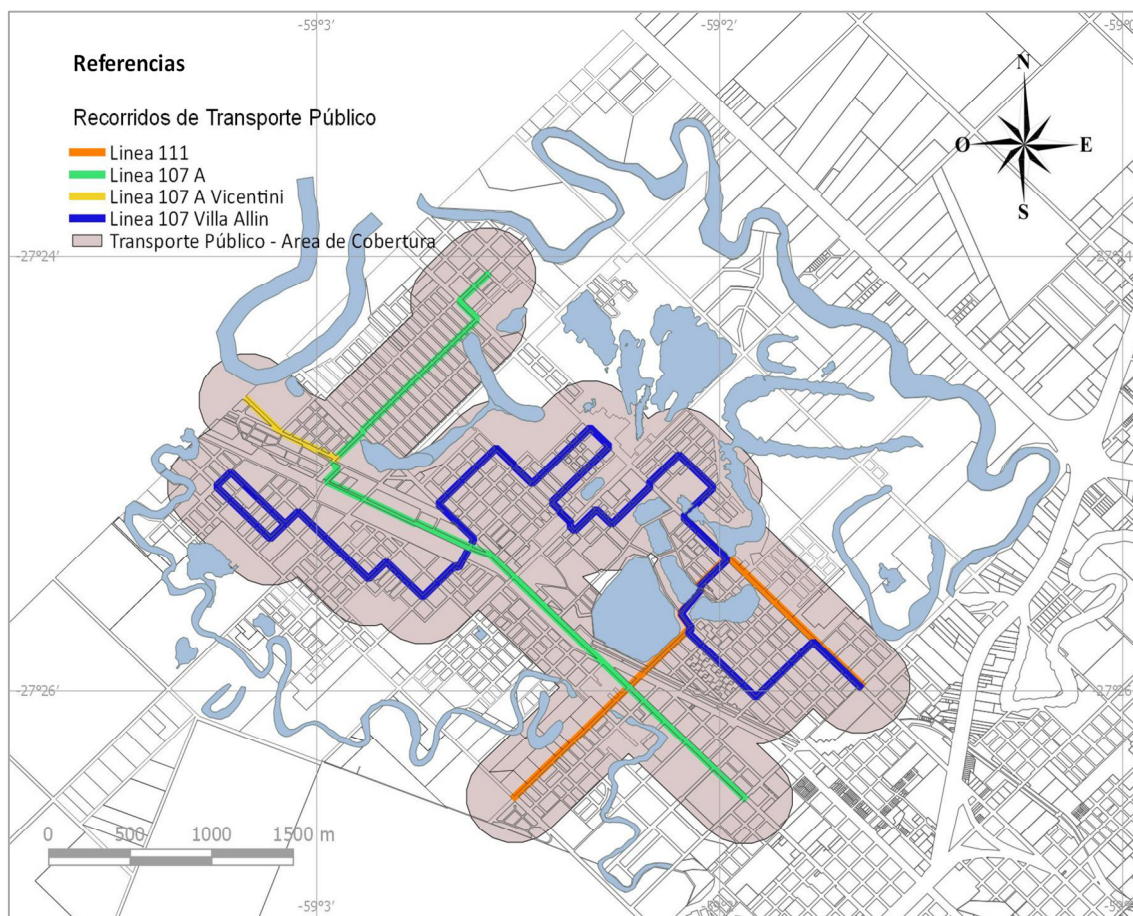 -59°3'
-59°2'
Referencias
Recorridos de Transporte Público
Linea 111
Linea 107 A
Linea 107 A Vicentini
Linea 107 Villa Allin
Transporte Público - Area de Cobertura
N
O
E
S
-27°24'
-27°26'
0 500 1000 1500 m
-59°3'